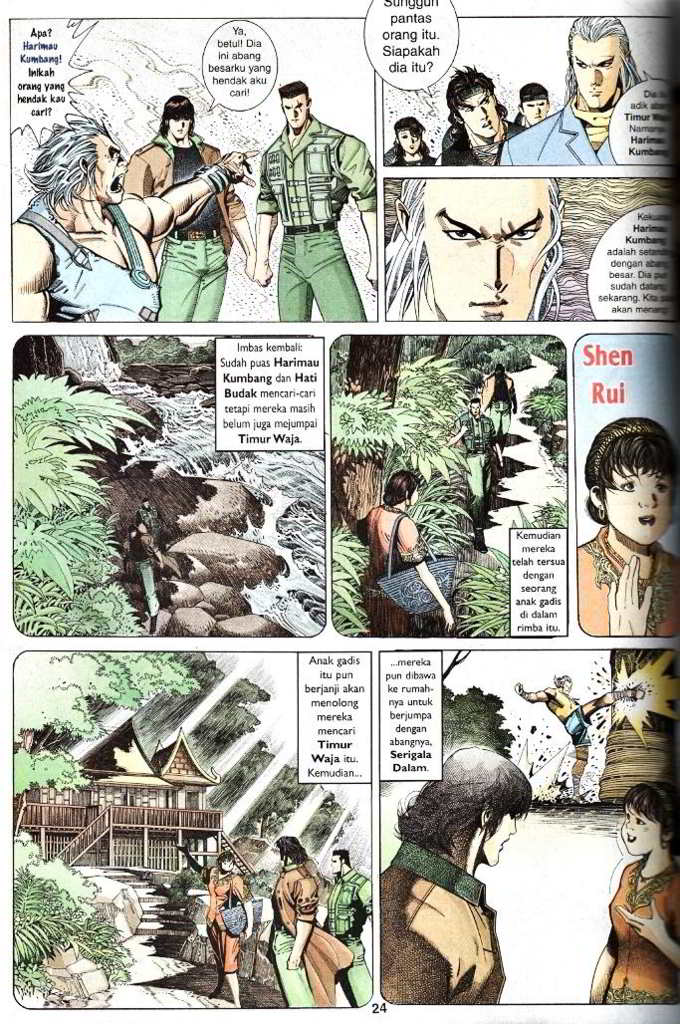 Apa?
Harimau
Kumbang!
Inikah
orang yang
hendak kau
cari?
Ya,
betul! Dia
ini abang
besarku yang
hendak aku
cari!
Sungguh
pantas
orang itu.
Siapakah
dia itu?
adik
Timur
Namanya
Harimau
Kumbang
Harimau
Kumbang
adalah
dengan abang
besar. Dia pun
sudah datang
sekarang. Kita
akan menang
Imbas kembali:
Sudah puas Harimau
Kumbang dan Hati
Budak mencari-cari
tetapi mereka masih
belum juga mejumpai
Timur Waja.
Kemudian
mereka
telah tersua
dengan
seorang
anak gadis
di dalam
rimba itu.
Shen
Rui
Anak gadis
itu pun
berjanji akan
menolong
mereka
mencari
Timur
Waja itu.
Kemudian...
...mereka
pun dibawa
ke rumah-
nya untuk
berjumpa
dengan
abangnya,
Serigala
Dalam.
24